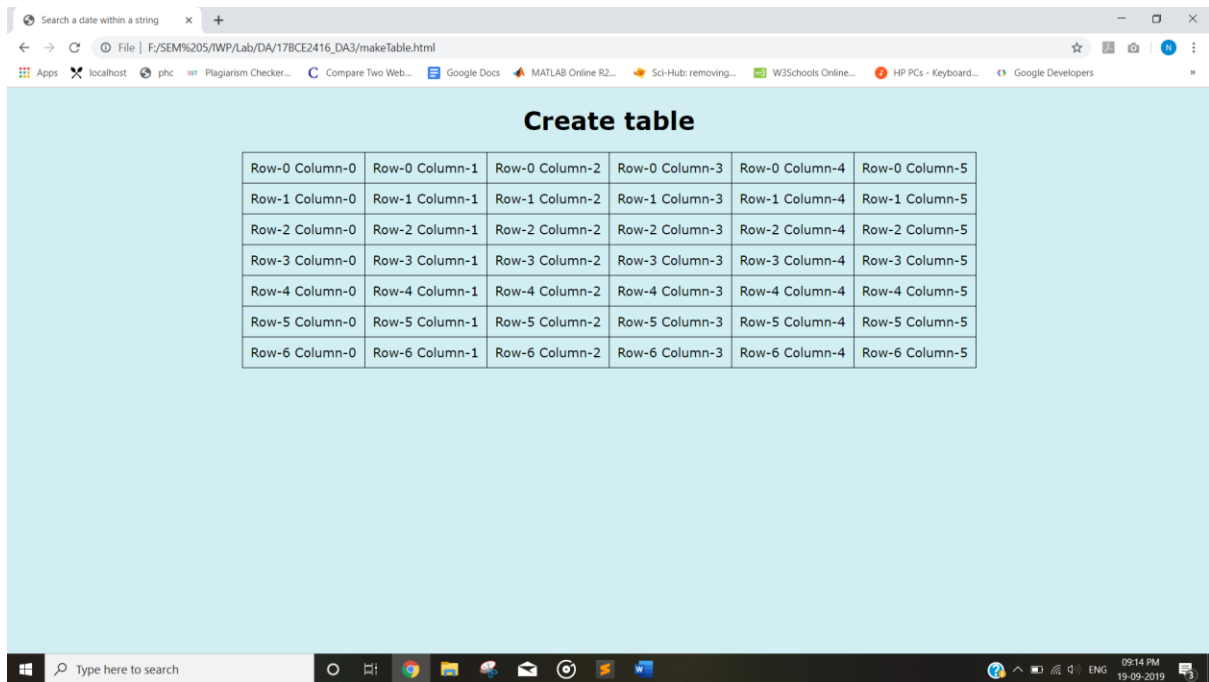 Search a date within a string
File | F:/SEM%205/IWP/Lab/DA/17BCE2416_DA3/makeTable.html
N
Apps localhost phc Plagiarism Checker... Compare Two Web... Google Docs MATLAB Online R2... Sci-Hub: removing... W3Schools Online... HP PCs - Keyboard... Google Developers »
Create table
Row-0 Column-0 Row-0 Column-1 Row-0 Column-2 Row-0 Column-3 Row-0 Column-4 Row-0 Column-5
Row-1 Column-0 Row-1 Column-1 Row-1 Column-2 Row-1 Column-3 Row-1 Column-4 Row-1 Column-5
Row-2 Column-0 Row-2 Column-1 Row-2 Column-2 Row-2 Column-3 Row-2 Column-4 Row-2 Column-5
Row-3 Column-0 Row-3 Column-1 Row-3 Column-2 Row-3 Column-3 Row-3 Column-4 Row-3 Column-5
Row-4 Column-0 Row-4 Column-1 Row-4 Column-2 Row-4 Column-3 Row-4 Column-4 Row-4 Column-5
Row-5 Column-0 Row-5 Column-1 Row-5 Column-2 Row-5 Column-3 Row-5 Column-4 Row-5 Column-5
Row-6 Column-0 Row-6 Column-1 Row-6 Column-2 Row-6 Column-3 Row-6 Column-4 Row-6 Column-5
Type here to search
ENG
09:14 PM
19-09-2019
3